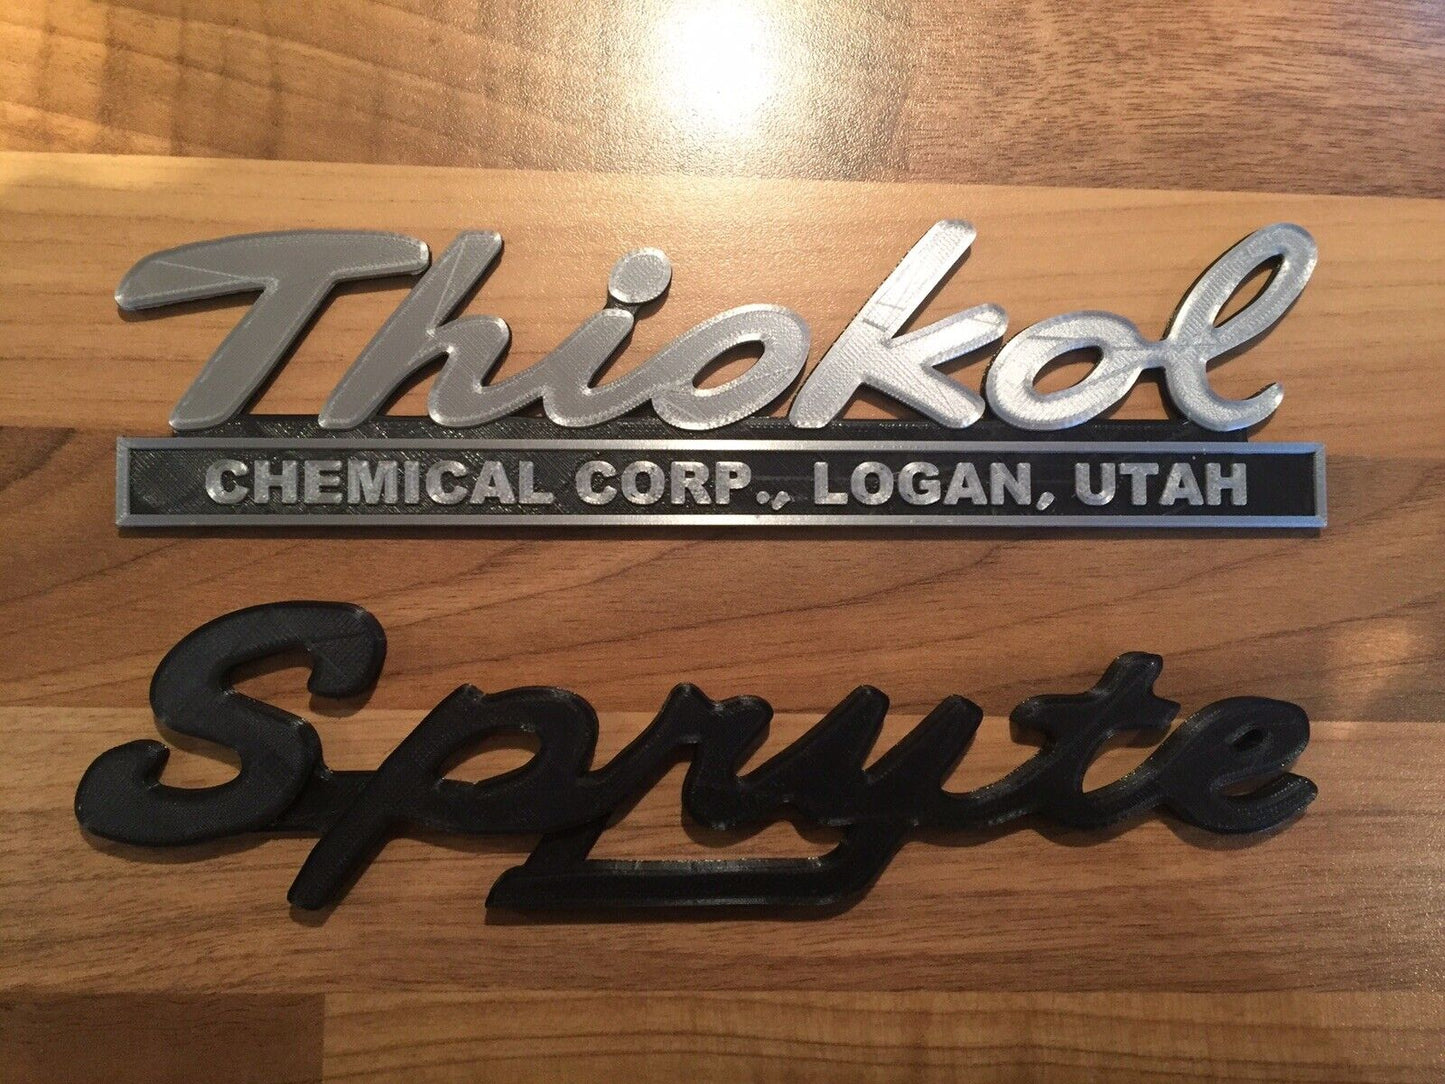 Thiokol
CHEMICAL CORP., LOGAN, UTAH
Spryte